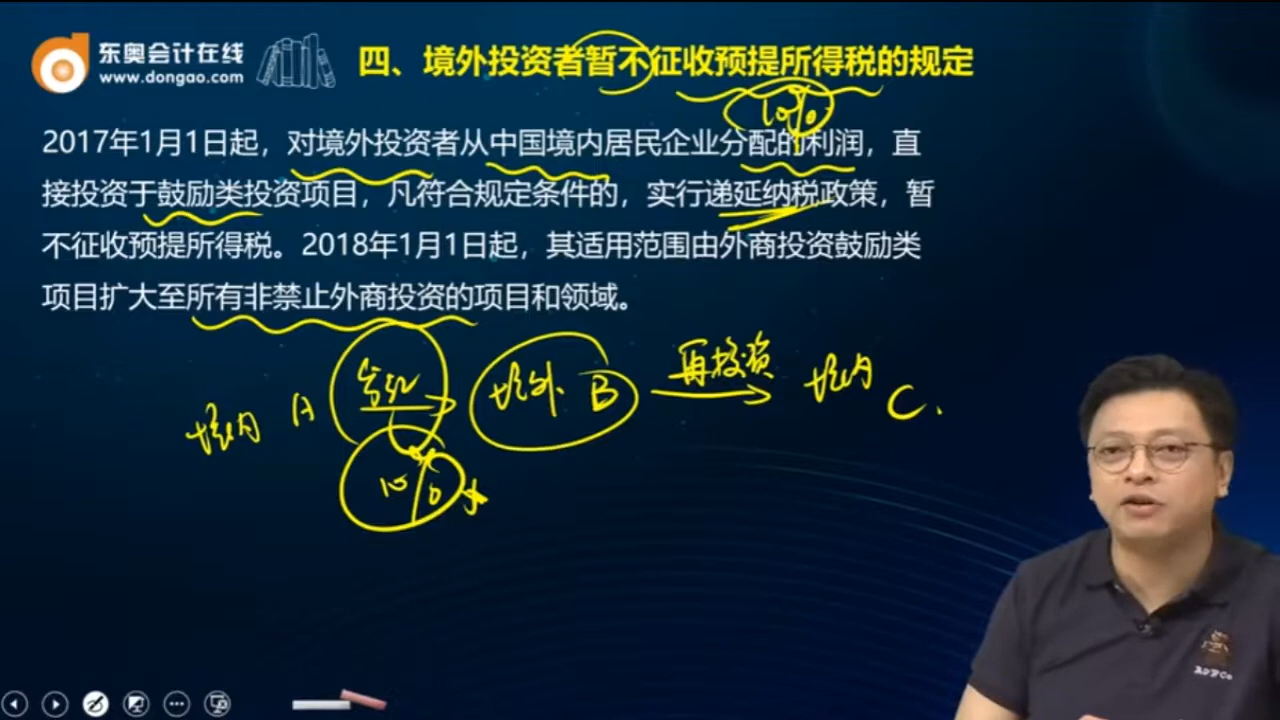 东奥会计在线
www.dongao.com
四、境外投资者暂不征收预提所得税的规定
10%
2017年1月1日起，对境外投资者从中国境内居民企业分配的利润，直
接投资于鼓励类投资项目，凡符合规定条件的，实行递延纳税政策，暂
不征收预提所得税。2018年1月1日起，其适用范围由外商投资鼓励类
项目扩大至所有非禁止外商投资的项目和领域。
境内 A 分红 境外 B 再投资 境内 C.
10%